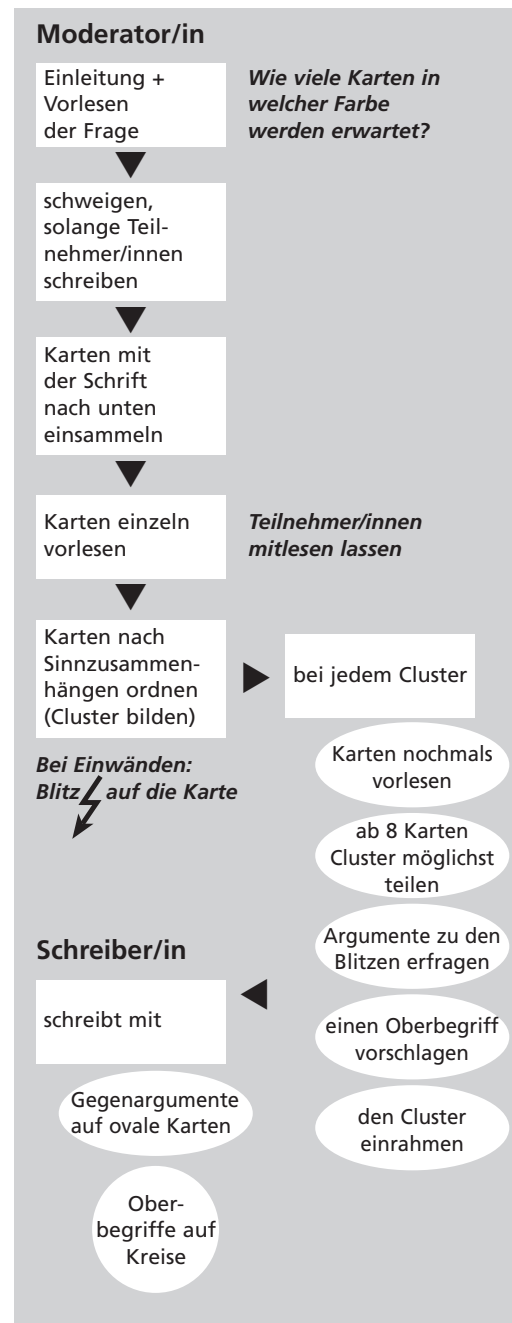 Moderator/in
Einleitung +
Vorlesen
der Frage
Wie viele Karten in
welcher Farbe
werden erwartet?
schweigen,
solange Teil-
nehmer/innen
schreiben
Karten mit
der Schrift
nach unten
einsammeln
Karten einzeln
vorlesen
Teilnehmer/innen
mitlesen lassen
Karten nach
Sinnzusammen-
hängen ordnen
(Cluster bilden)
Bei Einwänden:
Blitz auf die Karte
bei jedem Cluster
Karten nochmals
vorlesen
ab 8 Karten
Cluster möglichst
teilen
Argumente zu den
Blitzen erfragen
einen Oberbegriff
vorschlagen
den Cluster
einrahmen
Schreiber/in
schreibt mit
Gegenargumente
auf ovale Karten
Ober-
begriffe auf
Kreise